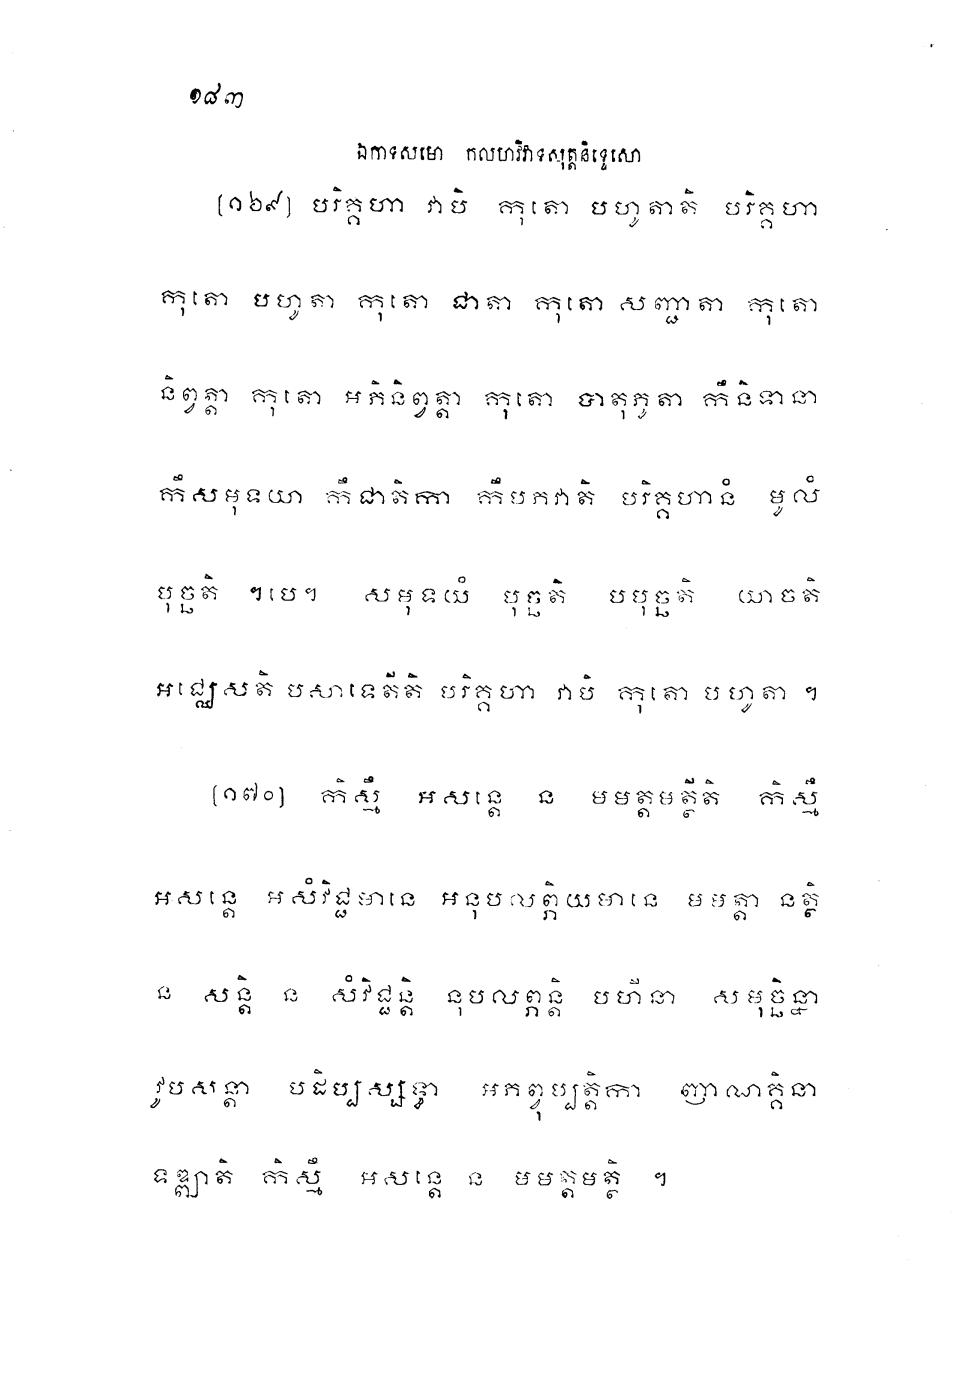 ១៨៣
ឯកាទសមោ កលហវិវាទសុត្តនិទ្ទេសោ
(១៦៩) បរិគ្គហា វាបិ កុតោ បហូតាតិ បរិគ្គហា
កុតោ បហូតា កុតោ ជាតា កុតោ សញ្ជាតា កុតោ
និព្វត្តា កុតោ អភិនិព្វត្តា កុតោ បាតុភូតា កឹនិទានា
កឹសមុទយា កឹជាតិកា កឹបភវាតិ បរិគ្គហានំ មូលំ
បុច្ឆតិ ។បេ។ សមុទយំ បុច្ឆតិ បបុច្ឆតិ យាចតិ
អជ្ឈេសតិ បសាទេតីតិ បរិគ្គហា វាបិ កុតោ បហូតា ។
(១៧០) កិស្មឹ អសន្តេ ន មមត្តមត្ថីតិ កិស្មឹ
អសន្តេ អសំវិជ្ជមានេ អនុបលព្ភិយមានេ មមត្តា នត្ថិ
ន សន្តិ ន សំវិជ្ជន្តិ នុបលព្ភន្តិ បហីនា សមុច្ឆិន្នា
វូបសន្តា បដិប្បស្សទ្ធា អភព្វុប្បត្តិកា ញាណគ្គិនា
ទឌ្ឍាតិ កិស្មឹ អសន្តេ ន មមត្តមត្ថិ ។